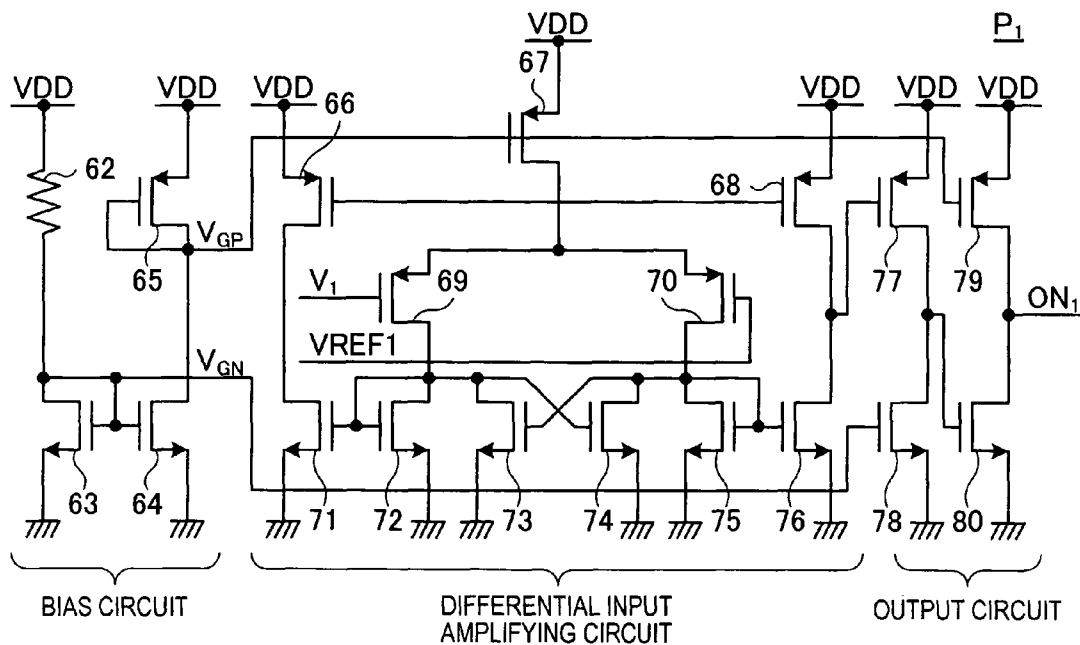 P₁
VDD
67
VDD
VDD
VDD
VDD
VDD
VDD
66
62
68
65
V_GP
77
79
V₁
69
70
ON₁
VREF1
V_GN
63
64
71
72
73
74
75
76
78
80
BIAS CIRCUIT
DIFFERENTIAL INPUT
AMPLIFYING CIRCUIT
OUTPUT CIRCUIT